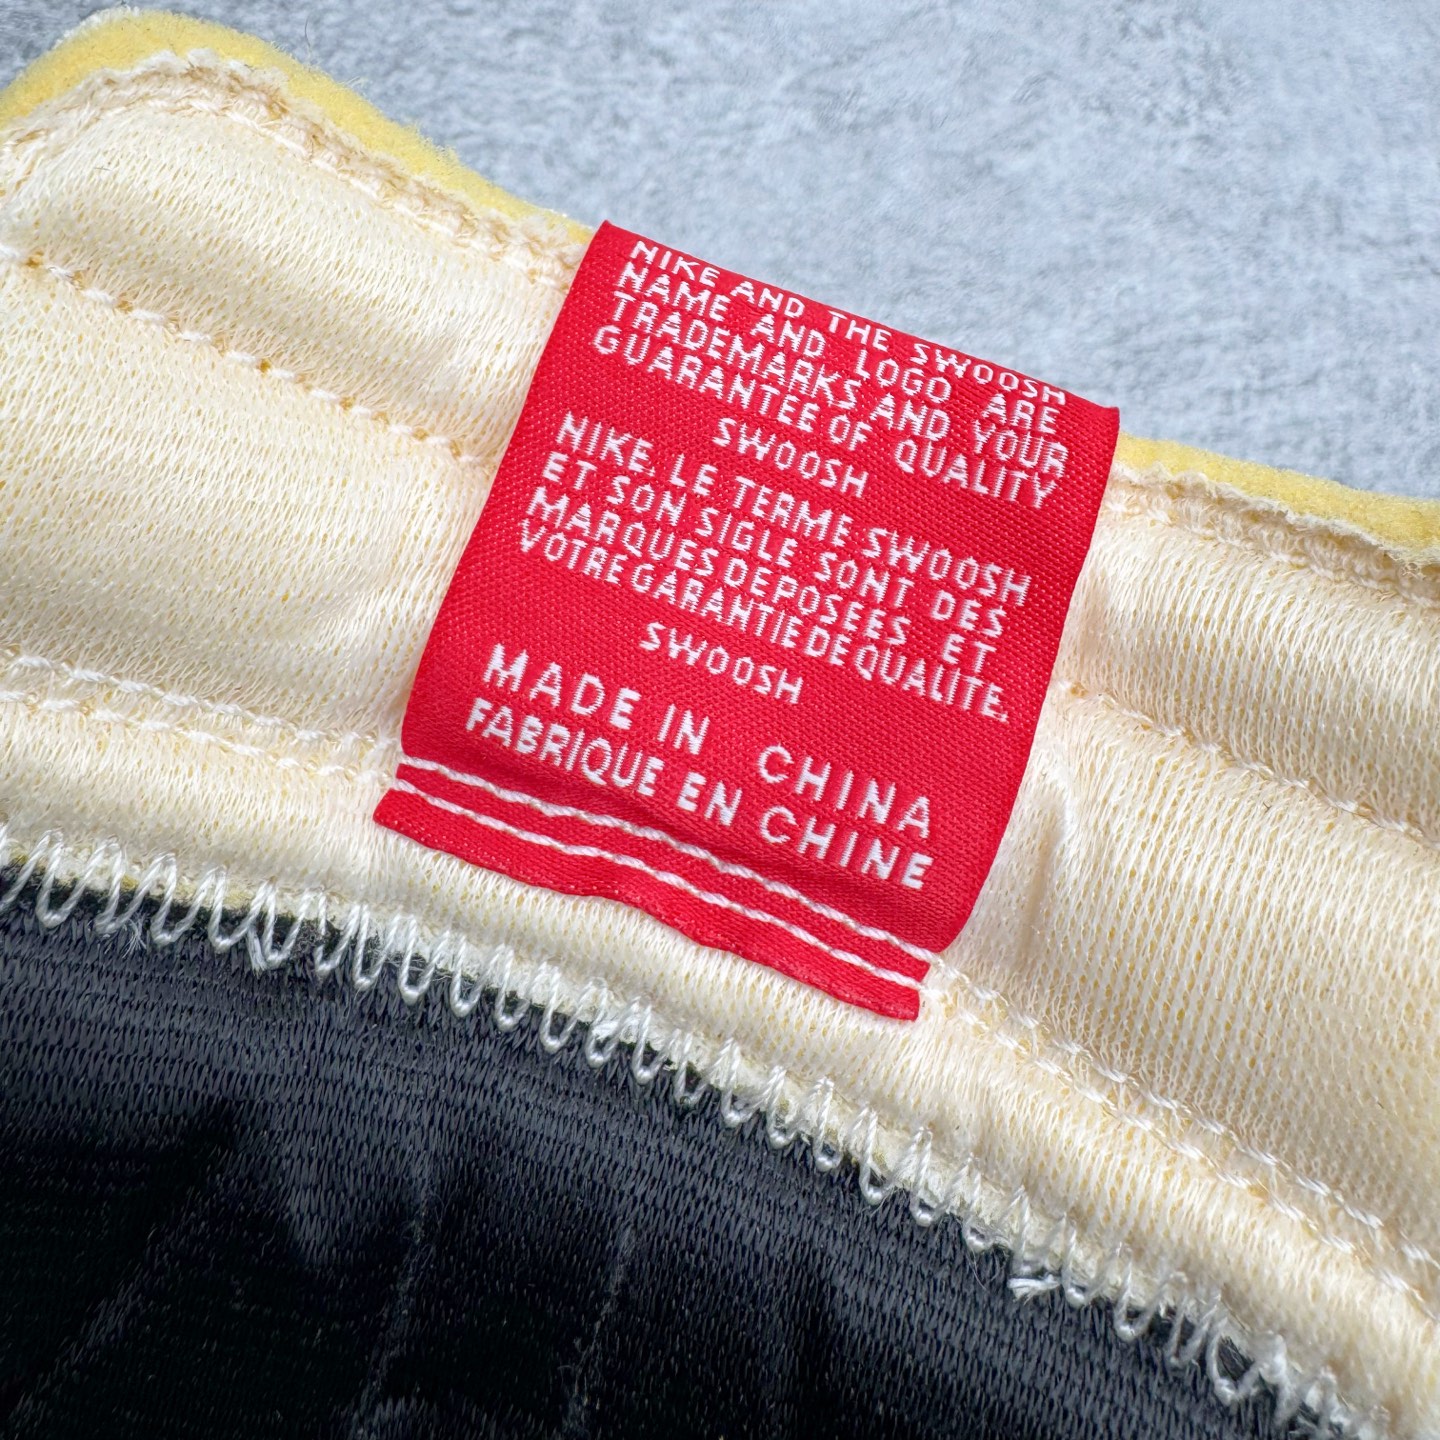 NIKE AND THE SWOOSH
NAME AND LOGO ARE
TRADEMARKS AND YOUR
GUARANTEE OF QUALITY
SWOOSH
NIKE. LE TERME SWOOSH
ET SON SIGLE SONT DES
MARQUES DEPOSÉES ET
VOTRE GARANTIE DE QUALITE.
SWOOSH
MADE IN CHINA
FABRIQUE EN CHINE